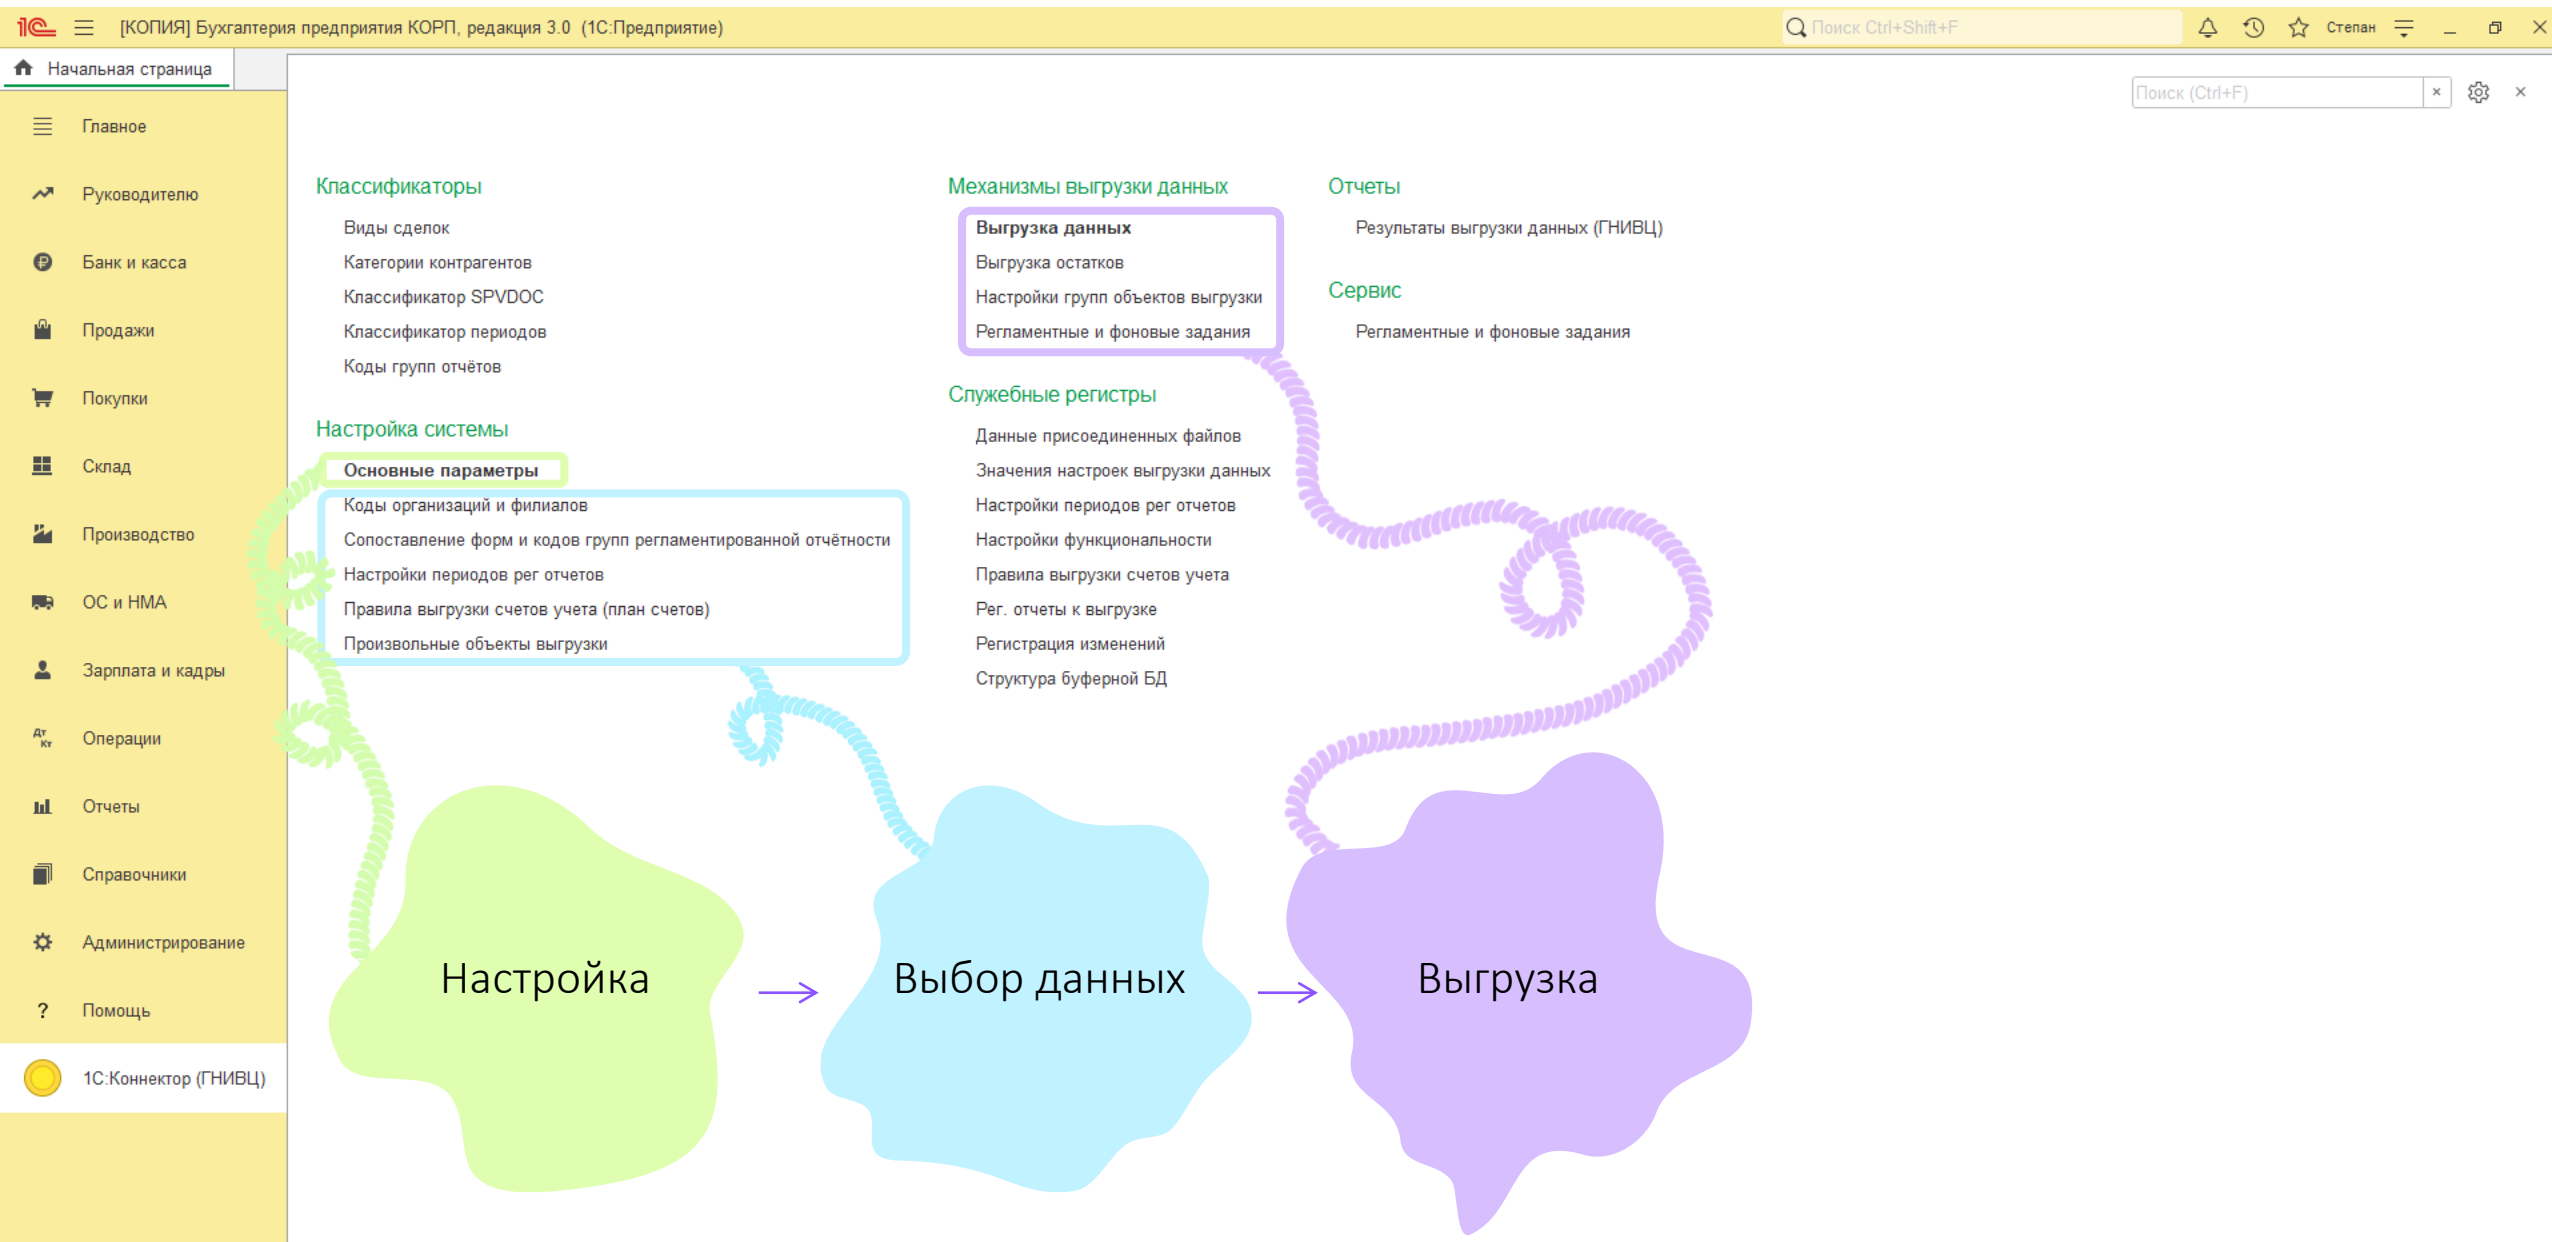 1С [КОПИЯ] Бухгалтерия предприятия КОРП, редакция 3.0 (1С:Предприятие) Поиск Ctrl+Shift+F Степан
Начальная страница
Поиск (Ctrl+F)
Главное
Руководителю
Банк и касса
Продажи
Покупки
Склад
Производство
ОС и НМА
Зарплата и кадры
Дт Кт Операции
Отчеты
Справочники
Администрирование
? Помощь
1С:Коннектор (ГНИВЦ)
Классификаторы
Виды сделок
Категории контрагентов
Классификатор SPVDOC
Классификатор периодов
Коды групп отчётов
Настройка системы
Основные параметры
Коды организаций и филиалов
Сопоставление форм и кодов групп регламентированной отчётности
Настройки периодов рег отчетов
Правила выгрузки счетов учета (план счетов)
Произвольные объекты выгрузки
Механизмы выгрузки данных
Выгрузка данных
Выгрузка остатков
Настройки групп объектов выгрузки
Регламентные и фоновые задания
Служебные регистры
Данные присоединенных файлов
Значения настроек выгрузки данных
Настройки периодов рег отчетов
Настройки функциональности
Правила выгрузки счетов учета
Рег. отчеты к выгрузке
Регистрация изменений
Структура буферной БД
Отчеты
Результаты выгрузки данных (ГНИВЦ)
Сервис
Регламентные и фоновые задания
Настройка
Выбор данных
Выгрузка